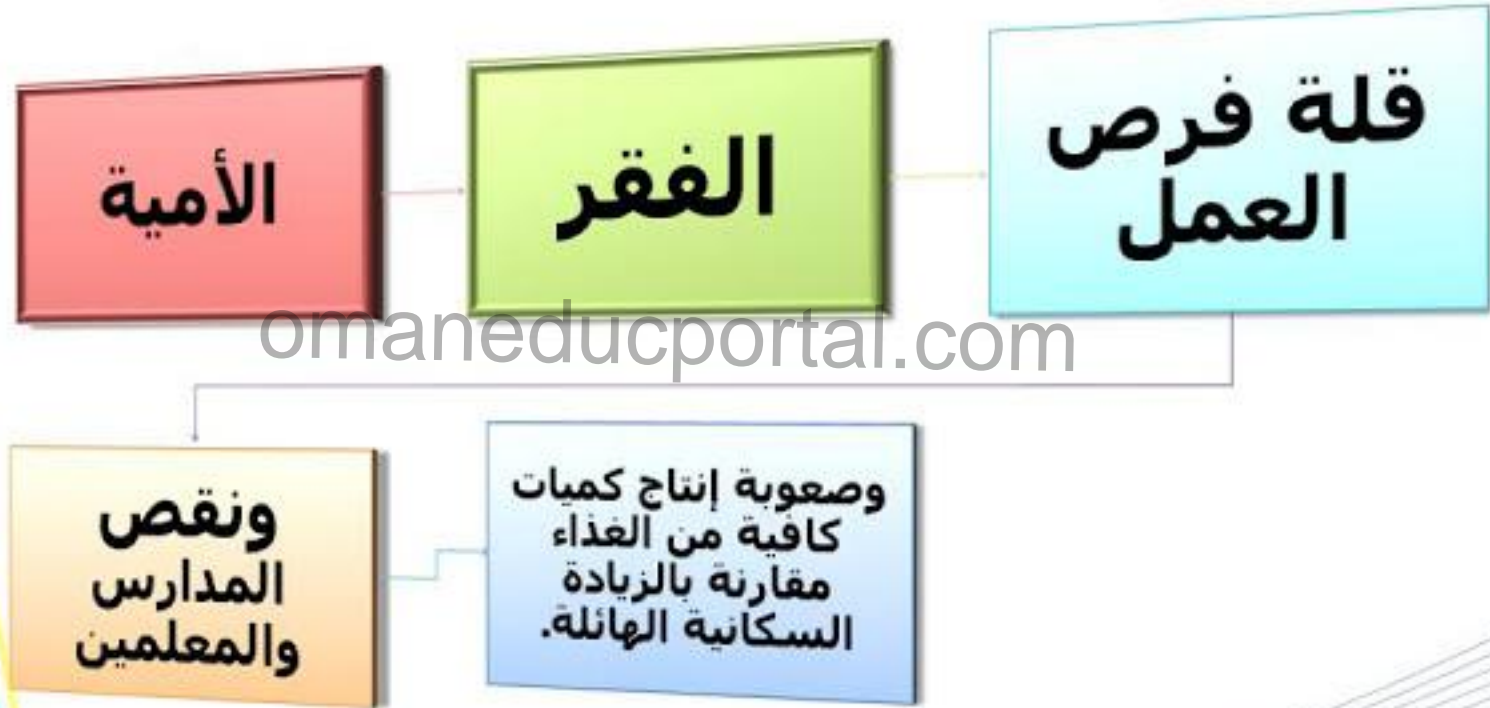 الأمية
الفقر
قلة فرص
العمل
omaneducportal.com
ونقص
المدارس
والمعلمين
وصعوبة إنتاج كميات
كافية من الغذاء
مقارنة بالزيادة
السكانية الهائلة.